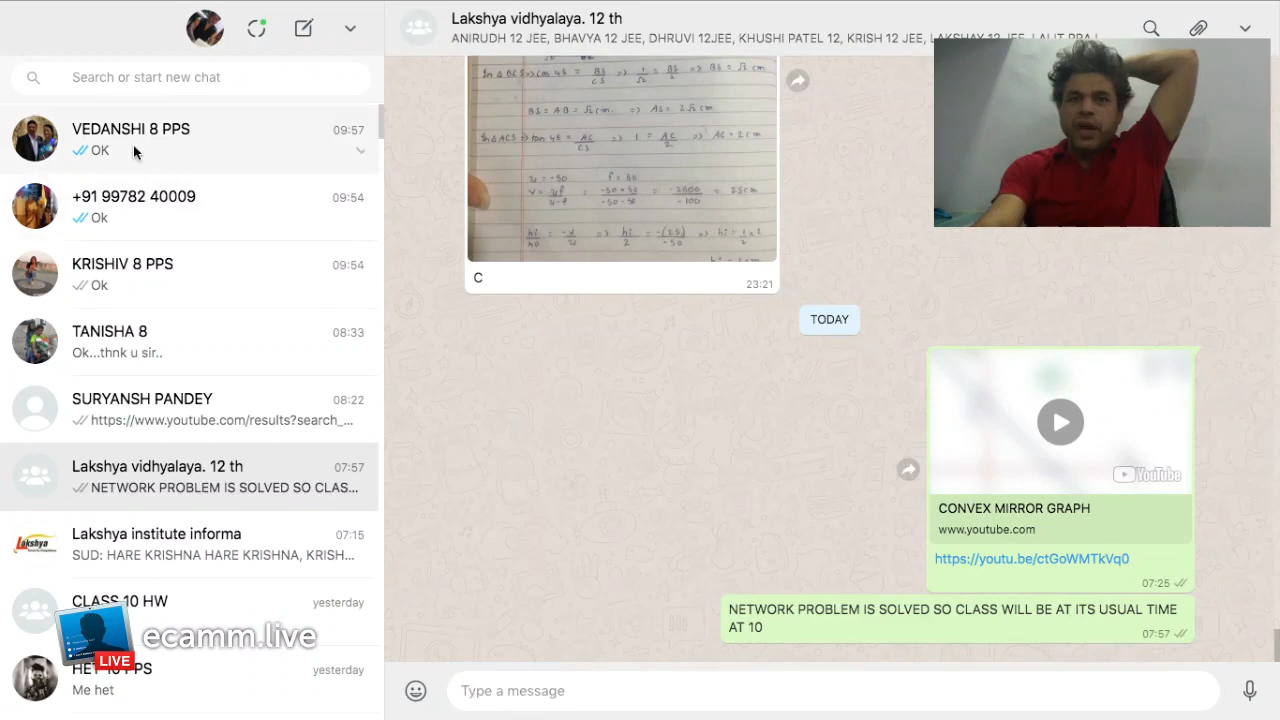 Search or start new chat
VEDANSHI 8 PPS
09:57
OK
+91 99782 40009
09:54
Ok
KRISHIV 8 PPS
09:54
Ok
TANISHA 8
08:33
Ok...thnk u sir..
SURYANSH PANDEY
08:22
https://www.youtube.com/results?search_...
Lakshya vidhyalaya. 12 th
07:57
NETWORK PROBLEM IS SOLVED SO CLAS...
Lakshya institute informa
07:15
SUD: HARE KRISHNA HARE KRISHNA, KRISH...
Lakshya
CLASS 10 HW
yesterday
ecamm.live
LIVE
yesterday
Me het
Lakshya vidhyalaya. 12 th
ANIRUDH 12 JEE, BHAVYA 12 JEE, DHRUVI 12JEE, KHUSHI PATEL 12, KRISH 12 JEE,
C
23:21
TODAY
YouTube
CONVEX MIRROR GRAPH
www.youtube.com
https://youtu.be/ctGoWMTkVq0
07:25
NETWORK PROBLEM IS SOLVED SO CLASS WILL BE AT ITS USUAL TIME
AT 10
07:57
Type a message